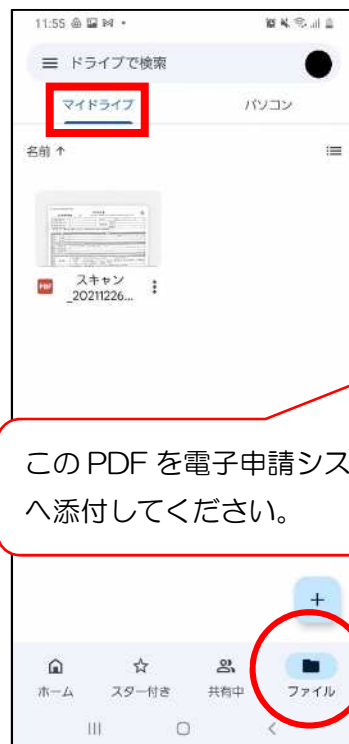 11:55
ドライブで検索
マイドライブ
パソコン
名前 ↑
PDF
スキャン
_20211226...
このPDFを電子申請シス
へ添付してください。
+
ホーム
スター付き
共有中
ファイル